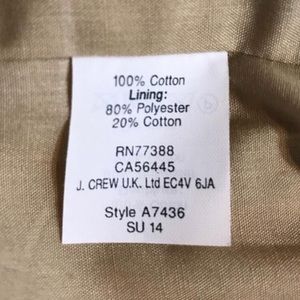 100% Cotton
Lining:
80% Polyester
20% Cotton
RN77388
CA56445
J. CREW U.K. Ltd EC4V 6JA
Style A7436
SU 14